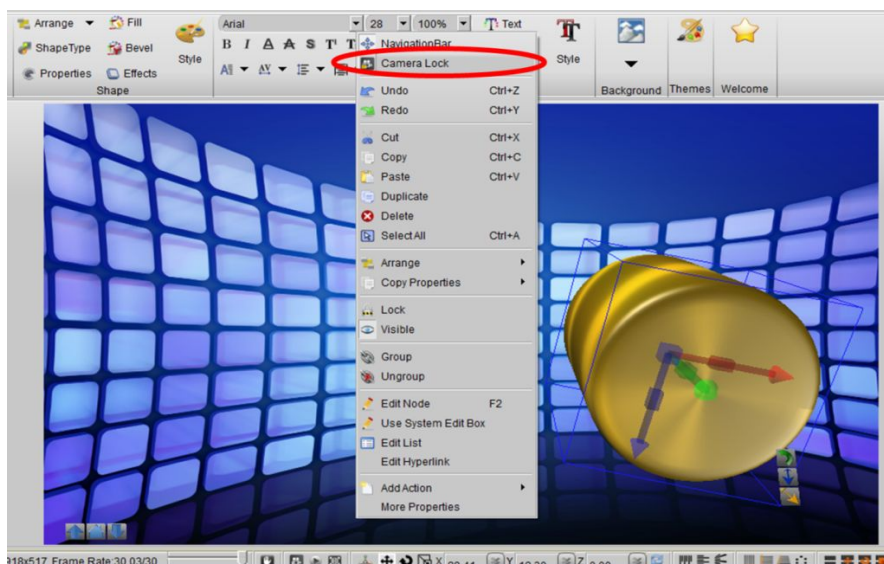 Arrange Fill Arial 28 100% Text
ShapeType Bevel Style B I A A S T T NavigationBar Style
Properties Effects Camera Lock
Shape Background Themes Welcome
Undo Ctrl+Z
Redo Ctrl+Y
Cut Ctrl+X
Copy Ctrl+C
Paste Ctrl+V
Duplicate
Delete
Select All Ctrl+A
Arrange
Copy Properties
Lock
Visible
Group
Ungroup
Edit Node F2
Use System Edit Box
Edit List
Edit Hyperlink
Add Action
More Properties
918x517 Frame Rate:30.03/30 X Y Z